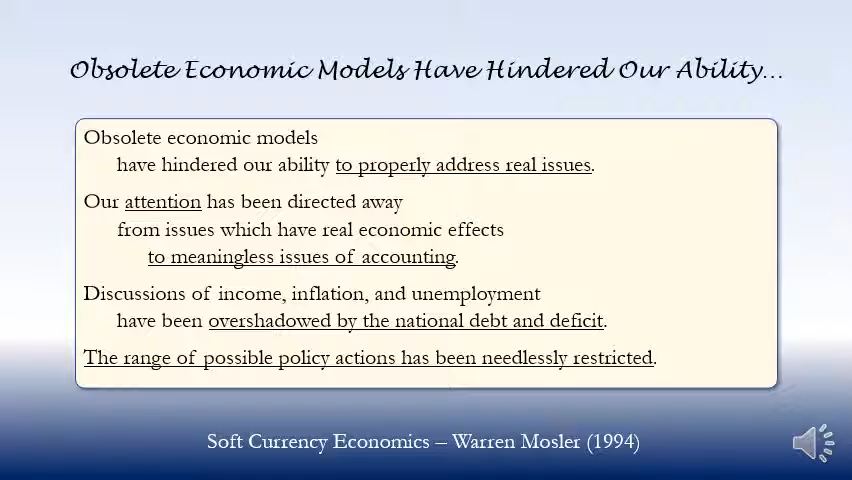 Obsolete Economic Models Have Hindered Our Ability...
Obsolete economic models
have hindered our ability to properly address real issues.
Our attention has been directed away
from issues which have real economic effects
to meaningless issues of accounting.
Discussions of income, inflation, and unemployment
have been overshadowed by the national debt and deficit.
The range of possible policy actions has been needlessly restricted.
Soft Currency Economics – Warren Mosler (1994)